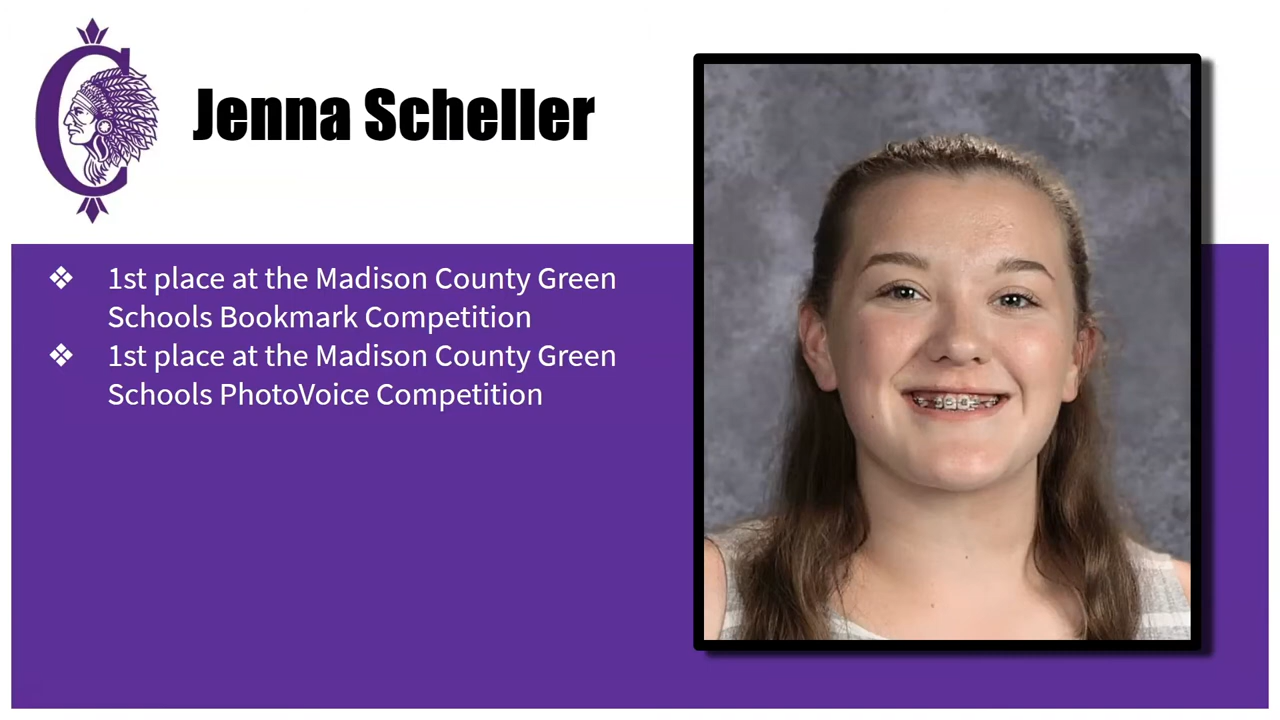 Jenna Scheller
❖ 1st place at the Madison County Green
Schools Bookmark Competition
❖ 1st place at the Madison County Green
Schools PhotoVoice Competition